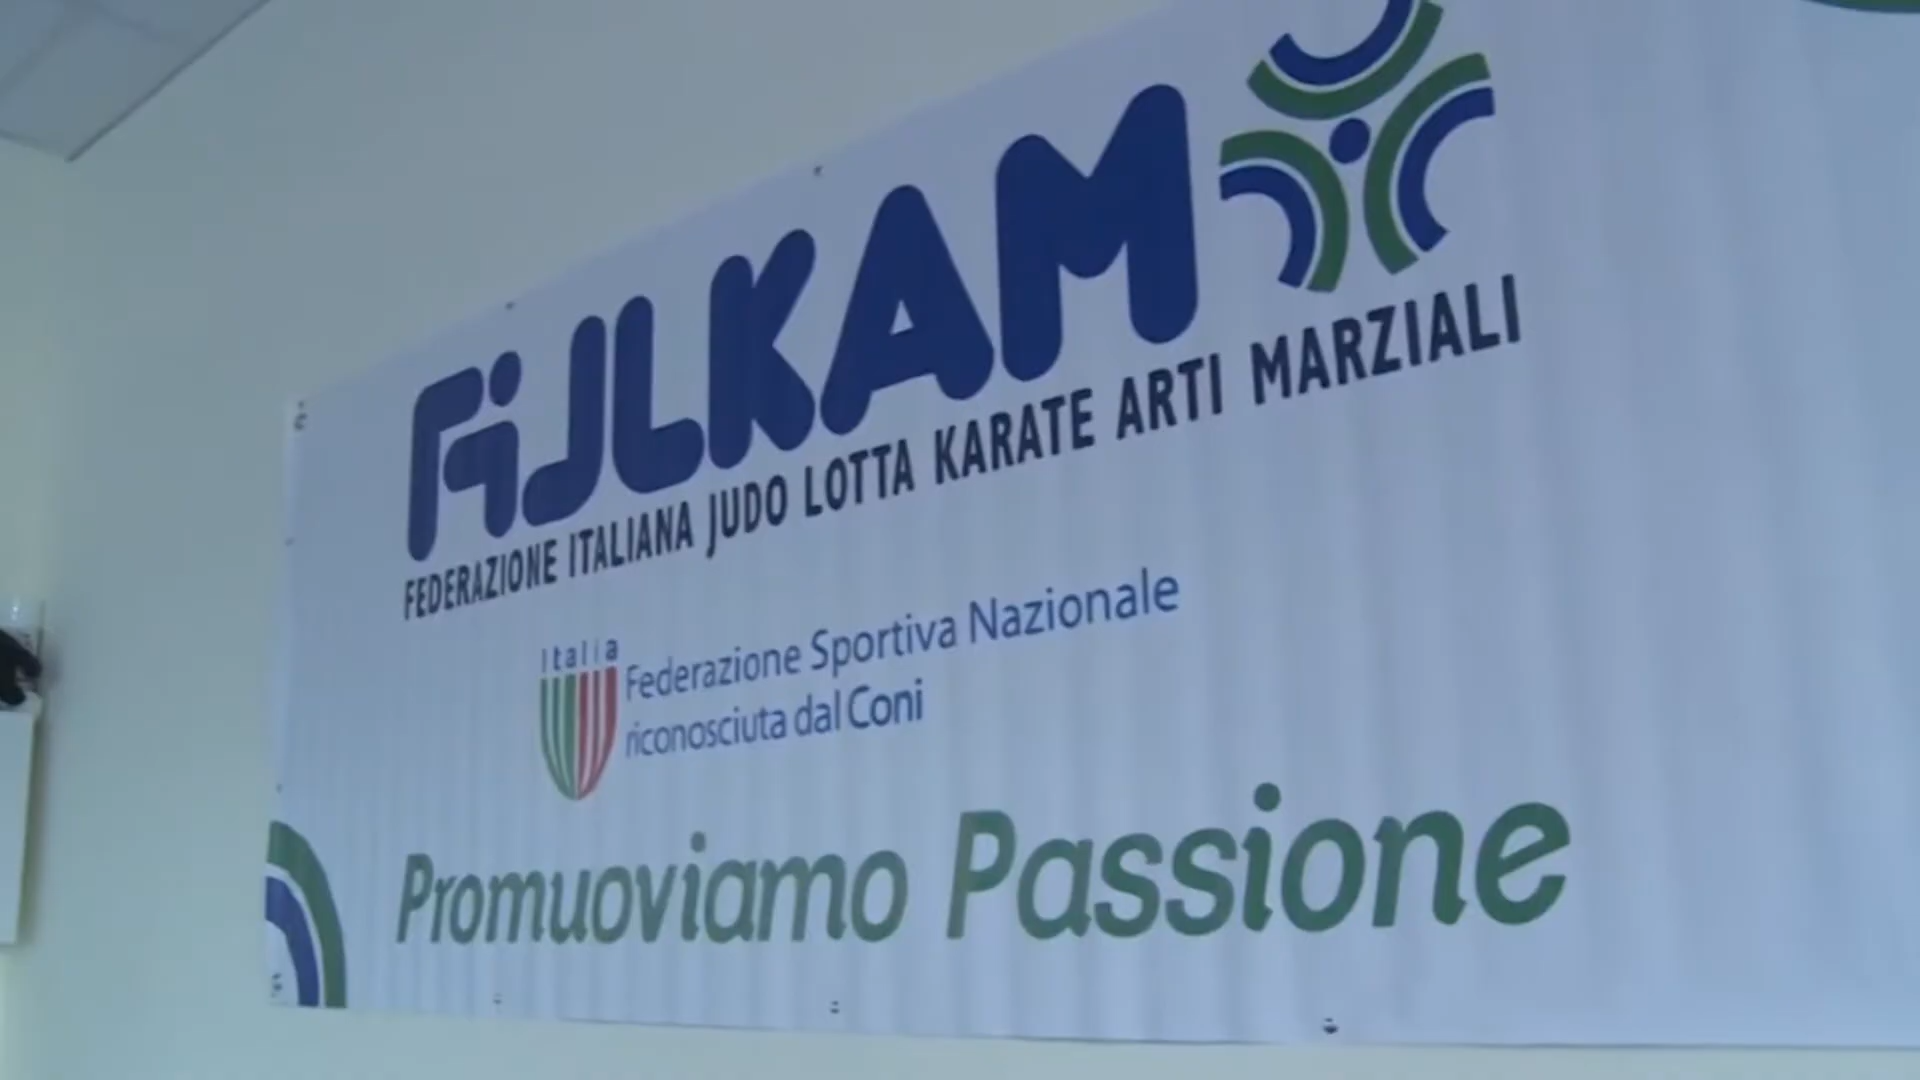 FIJLKAM
FEDERAZIONE ITALIANA JUDO LOTTA KARATE ARTI MARZIALI
Italia
Federazione Sportiva Nazionale
riconosciuta dal Coni
Promuoviamo Passione